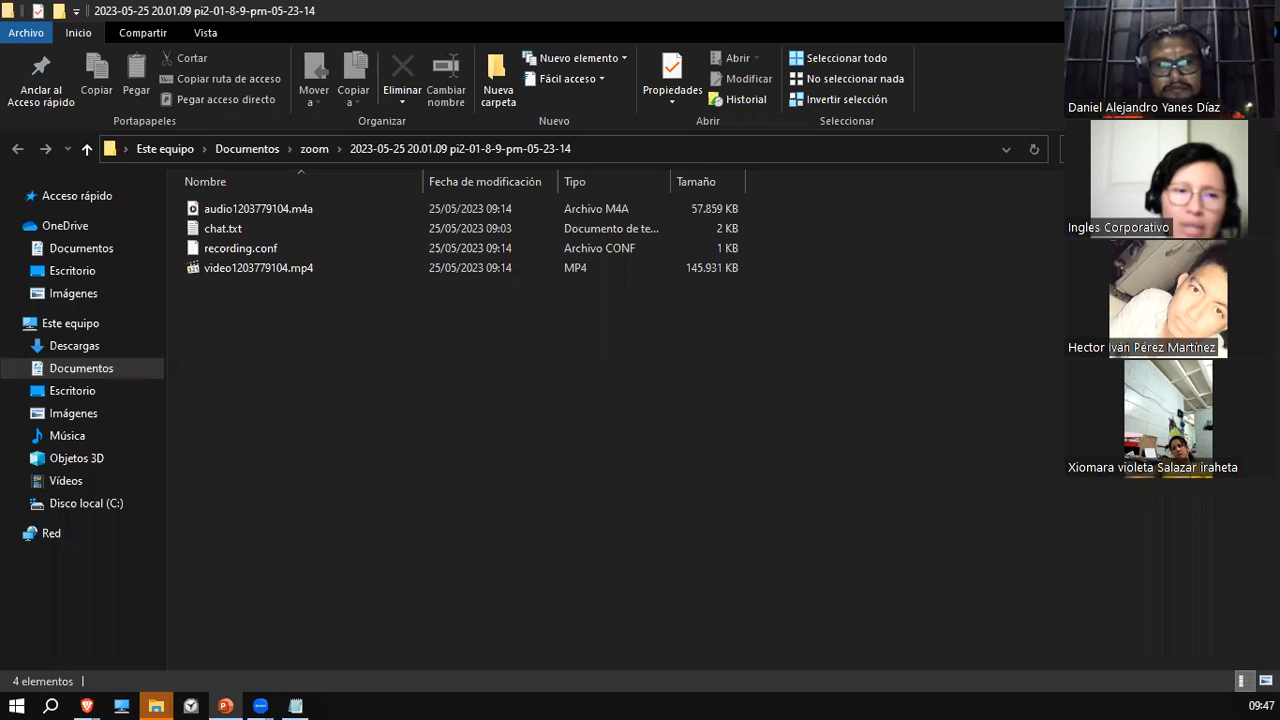 2023-05-25 20.01.09 pi2-01-8-9-pm-05-23-14
Archivo Inicio Compartir Vista
Anclar al Acceso rápido
Copiar
Pegar
Cortar
Copiar ruta de acceso
Pegar acceso directo
Portapapeles
Mover a
Copiar a
Eliminar
Cambiar nombre
Organizar
Nueva carpeta
Nuevo elemento
Fácil acceso
Nuevo
Propiedades
Abrir
Modificar
Historial
Abrir
Seleccionar todo
No seleccionar nada
Invertir selección
Seleccionar
Este equipo Documentos zoom 2023-05-25 20.01.09 pi2-01-8-9-pm-05-23-14
Acceso rápido
OneDrive
Documentos
Escritorio
Imágenes
Este equipo
Descargas
Documentos
Escritorio
Imágenes
Música
Objetos 3D
Vídeos
Disco local (C:)
Red
Nombre Fecha de modificación Tipo Tamaño
audio1203779104.m4a 25/05/2023 09:14 Archivo M4A 57.859 KB
chat.txt 25/05/2023 09:03 Documento de te... 2 KB
recording.conf 25/05/2023 09:14 Archivo CONF 1 KB
video1203779104.mp4 25/05/2023 09:14 MP4 145.931 KB
Daniel Alejandro Yanes Díaz
Ingles Corporativo
Hector Iván Pérez Martínez
Xiomara violeta Salazar iraheta
4 elementos
09:47